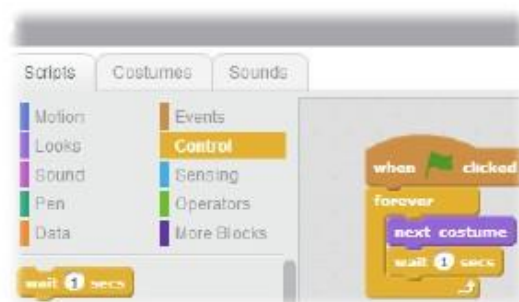 Scripts Costumes Sounds
Motion Events
Looks Control
Sound Sensing
Pen Operators
Data More Blocks
wait 1 secs
when clicked
forever
next costume
wait 1 secs